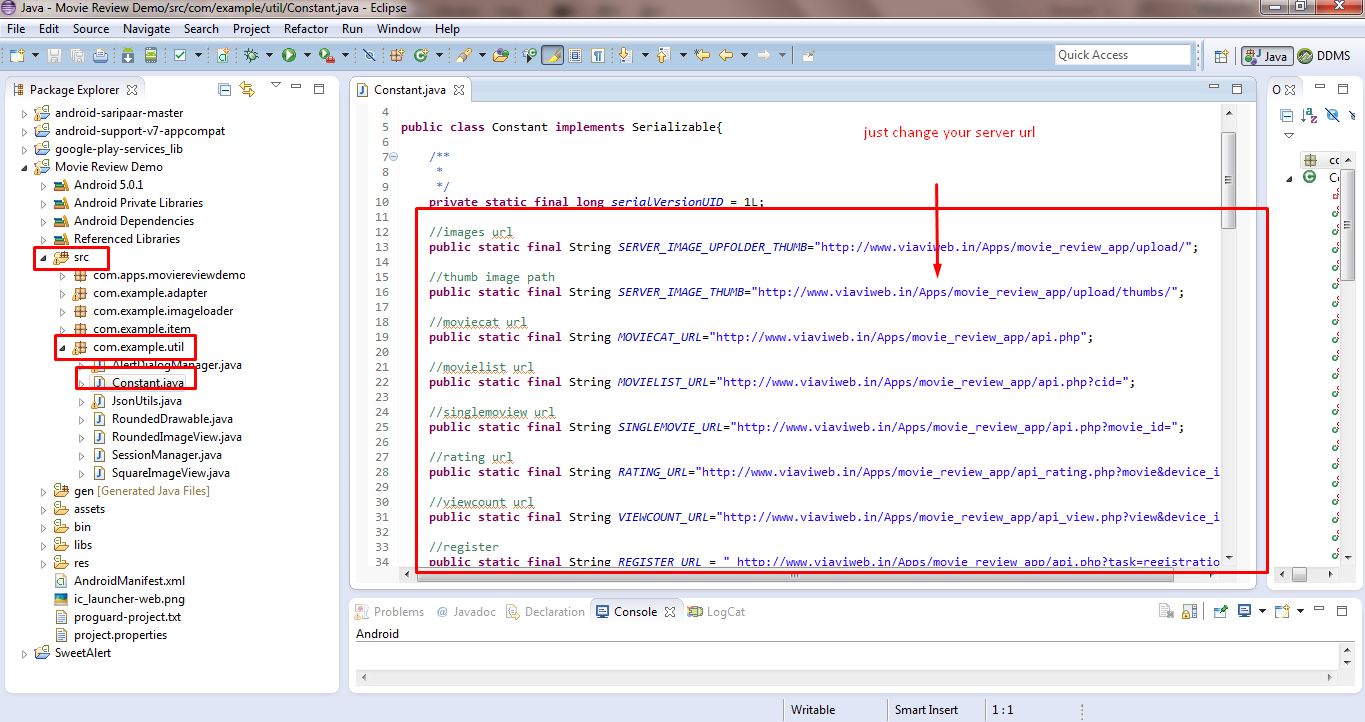 Java - Movie Review Demo/src/com/example/util/Constant.java - Eclipse
File Edit Source Navigate Search Project Refactor Run Window Help
Quick Access
Java
DDMS
Package Explorer
android-saripaar-master
android-support-v7-appcompat
google-play-services_lib
Movie Review Demo
Android 5.0.1
Android Private Libraries
Android Dependencies
Referenced Libraries
src
com.apps.moviereviewdemo
com.example.adapter
com.example.imageloader
com.example.item
com.example.util
AlertDialogManager.java
Constant.java
JsonUtils.java
RoundedDrawable.java
RoundedImageView.java
SessionManager.java
SquareImageView.java
gen [Generated Java Files]
assets
bin
libs
res
AndroidManifest.xml
ic_launcher-web.png
proguard-project.txt
project.properties
SweetAlert
Constant.java
just change your server url
4
5 public class Constant implements Serializable{
6
7 /**
8 *
9 */
10 private static final long serialVersionUID = 1L;
11
12 //images url
13 public static final String SERVER_IMAGE_UPFOLDER_THUMB="http://www.viaviweb.in/Apps/movie_review_app/upload/";
14
15 //thumb image path
16 public static final String SERVER_IMAGE_THUMB="http://www.viaviweb.in/Apps/movie_review_app/upload/thumbs/";
17
18 //moviecat url
19 public static final String MOVIECAT_URL="http://www.viaviweb.in/Apps/movie_review_app/api.php";
20
21 //movielist url
22 public static final String MOVIELIST_URL="http://www.viaviweb.in/Apps/movie_review_app/api.php?cid=";
23
24 //singlemoview url
25 public static final String SINGLEMOVIE_URL="http://www.viaviweb.in/Apps/movie_review_app/api.php?movie_id=";
26
27 //rating url
28 public static final String RATING_URL="http://www.viaviweb.in/Apps/movie_review_app/api_rating.php?movie&device_i
29
30 //viewcount url
31 public static final String VIEWCOUNT_URL="http://www.viaviweb.in/Apps/movie_review_app/api_view.php?view&device_i
32
33 //register
34 public static final String REGISTER_URL = " http://www.viaviweb.in/Apps/movie_review_app/api.php?task=registratio
O
cc
C
Problems @ Javadoc Declaration Console LogCat
Android
Writable
Smart Insert
1 : 1